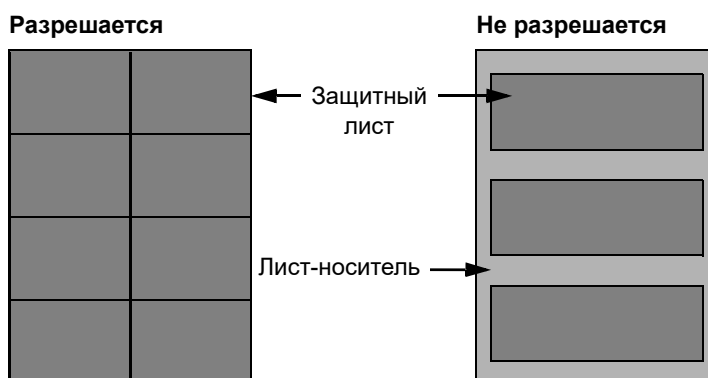 Разрешается
Не разрешается
Защитный
лист
Лист-носитель